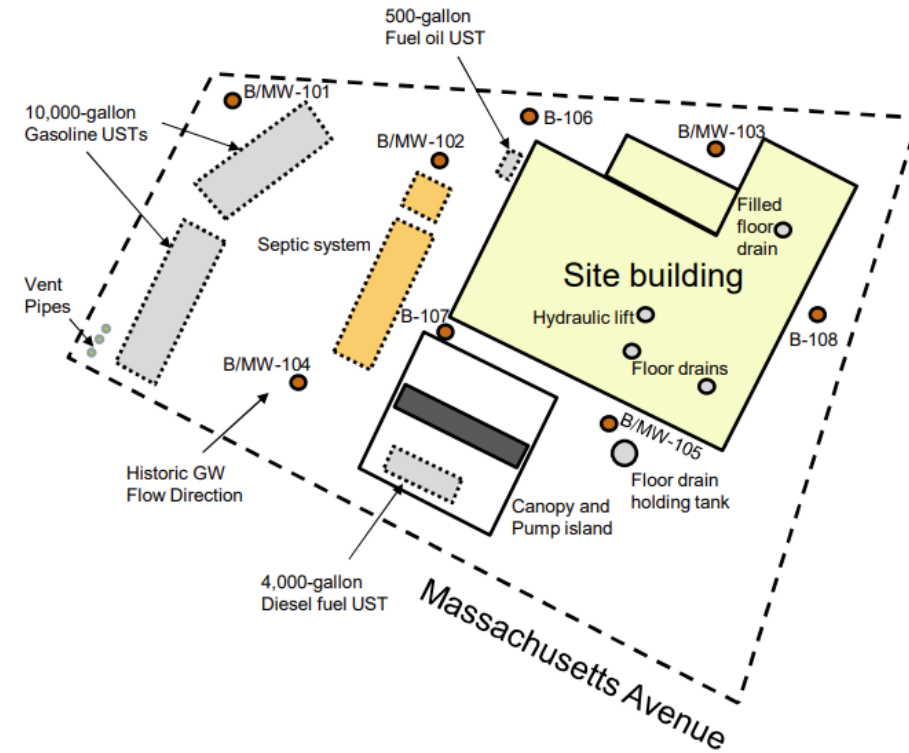 500-gallon
Fuel oil UST
B/MW-101
10,000-gallon
Gasoline USTs
B-106
B/MW-102
B/MW-103
Filled
floor
drain
Septic system
Site building
Vent
Pipes
Hydraulic lift
B-107
B-108
B/MW-104
Floor drains
B/MW-105
Historic GW
Flow Direction
Floor drain
holding tank
Canopy and
Pump island
4,000-gallon
Diesel fuel UST
Massachusetts Avenue